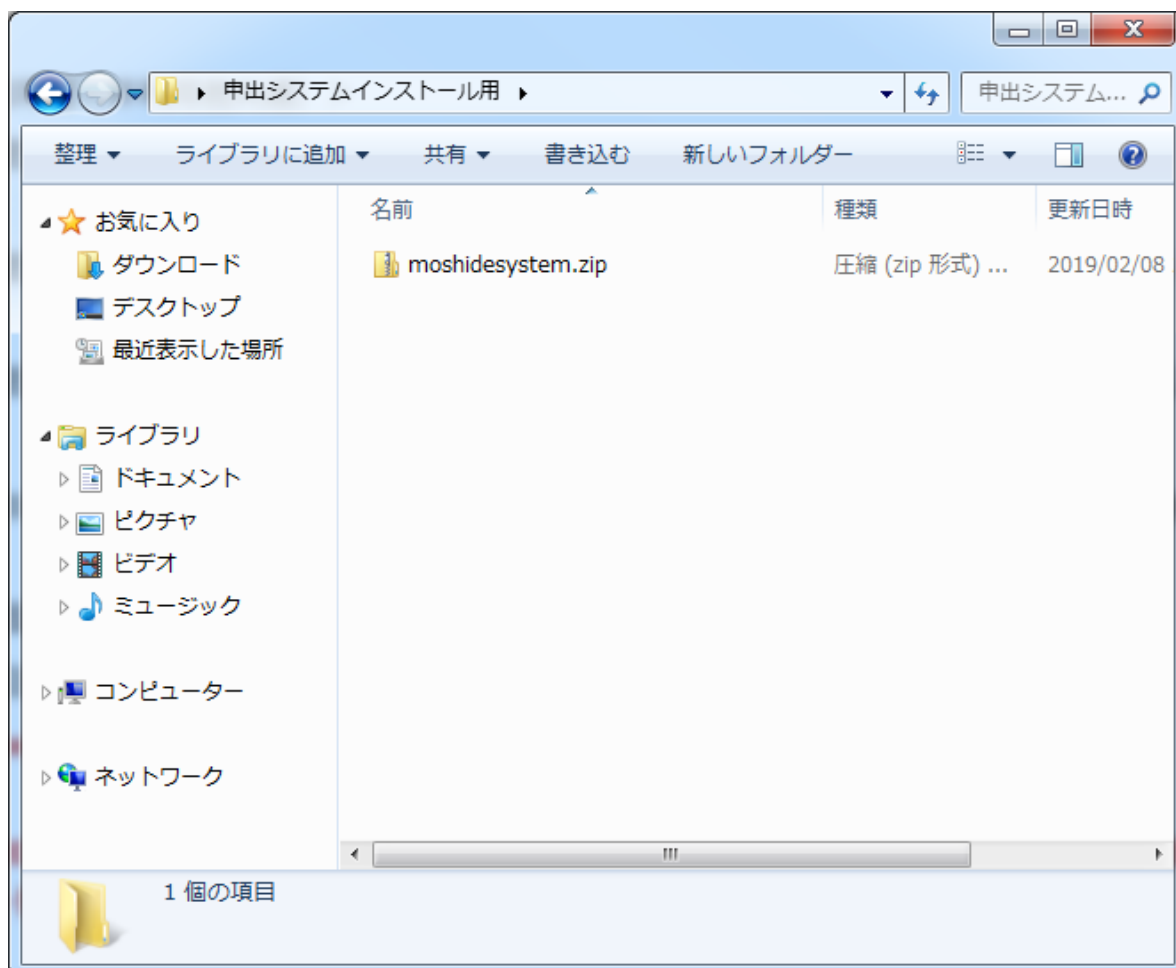 申出システムインストール用
申出システム...
整理 ライブラリに追加 共有 書き込む 新しいフォルダー
お気に入り
ダウンロード
デスクトップ
最近表示した場所
ライブラリ
ドキュメント
ピクチャ
ビデオ
ミュージック
コンピューター
ネットワーク
名前 種類 更新日時
moshidesystem.zip 圧縮 (zip 形式) ... 2019/02/08
1 個の項目